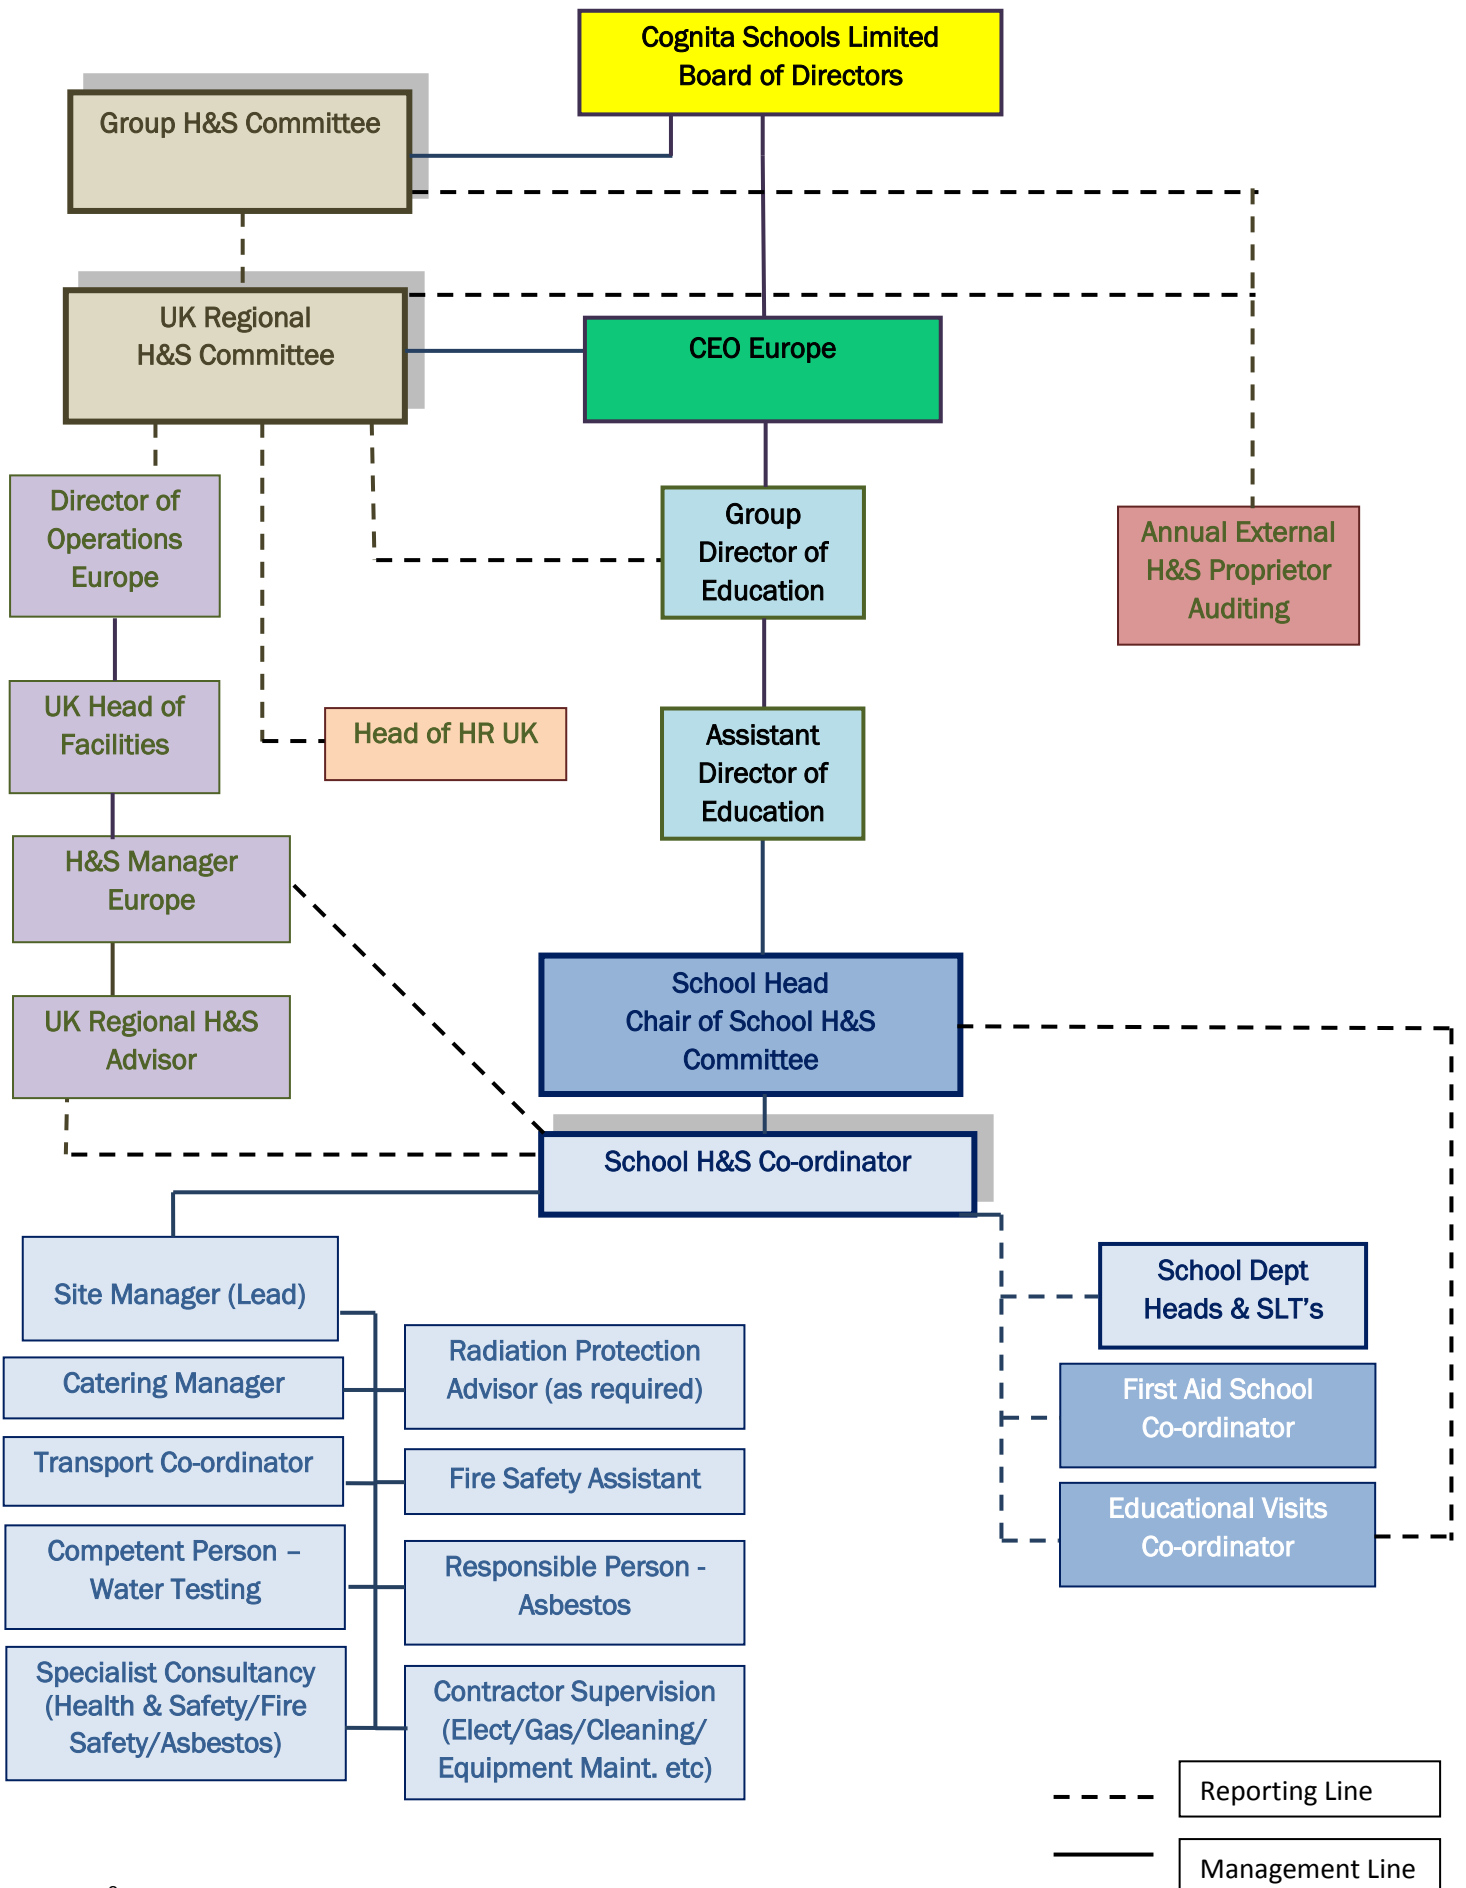 Cognita Schools Limited
Board of Directors
Group H&S Committee
UK Regional
H&S Committee
CEO Europe
Director of
Operations
Europe
Group
Director of
Education
Annual External
H&S Proprietor
Auditing
UK Head of
Facilities
Head of HR UK
Assistant
Director of
Education
H&S Manager
Europe
School Head
Chair of School H&S
Committee
UK Regional H&S
Advisor
School H&S Co-ordinator
Site Manager (Lead)
School Dept
Heads & SLT's
Radiation Protection
Advisor (as required)
Catering Manager
First Aid School
Co-ordinator
Transport Co-ordinator
Fire Safety Assistant
Educational Visits
Co-ordinator
Competent Person –
Water Testing
Responsible Person -
Asbestos
Specialist Consultancy
(Health & Safety/Fire
Safety/Asbestos)
Contractor Supervision
(Elect/Gas/Cleaning/
Equipment Maint. etc)
Reporting Line
Management Line